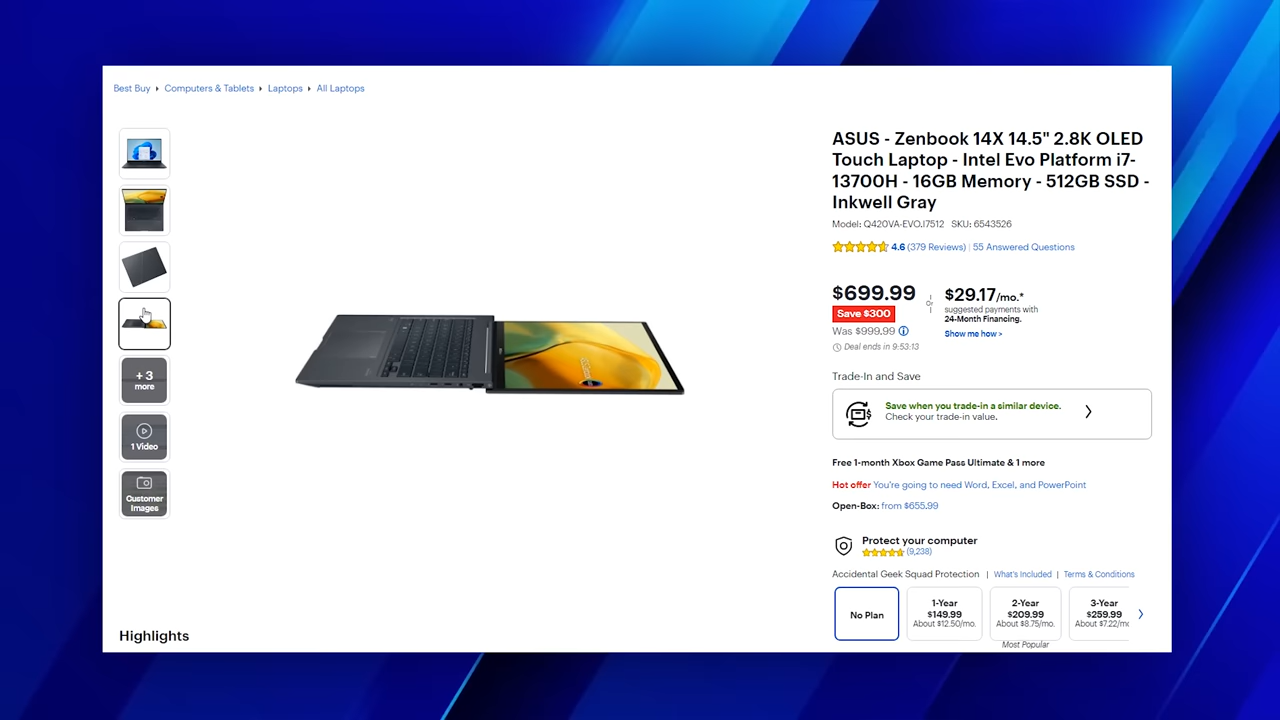 Best Buy
Computers & Tablets
Laptops
All Laptops
+ 3
more
1 Video
Customer
Images
Highlights
ASUS - Zenbook 14X 14.5" 2.8K OLED
Touch Laptop - Intel Evo Platform i7-
13700H - 16GB Memory - 512GB SSD -
Inkwell Gray
Model: Q420VA-EVO.I7512 SKU: 6543526
4.6 (379 Reviews) | 55 Answered Questions
$699.99
Save $300
Was $999.99
Deal ends in 9:53:13
Or
$29.17/mo.*
suggested payments with
24-Month Financing.
Show me how >
Trade-In and Save
Save when you trade-in a similar device.
Check your trade-in value.
Free 1-month Xbox Game Pass Ultimate & 1 more
Hot offer You're going to need Word, Excel, and PowerPoint
Open-Box: from $655.99
Protect your computer
(9,238)
Accidental Geek Squad Protection | What's Included | Terms & Conditions
No Plan
1-Year
$149.99
About $12.50/mo.
2-Year
$209.99
About $8.75/mo.
Most Popular
3-Year
$259.99
About $7.22/mo